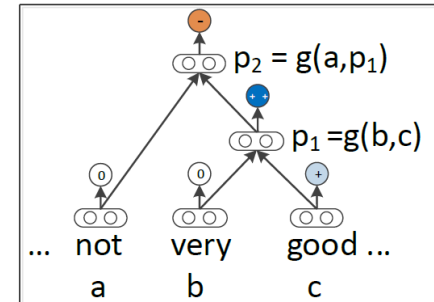 -
p₂ = g(a,p₁)
+ +
p₁ =g(b,c)
0 0 +
... not very good ...
a b c